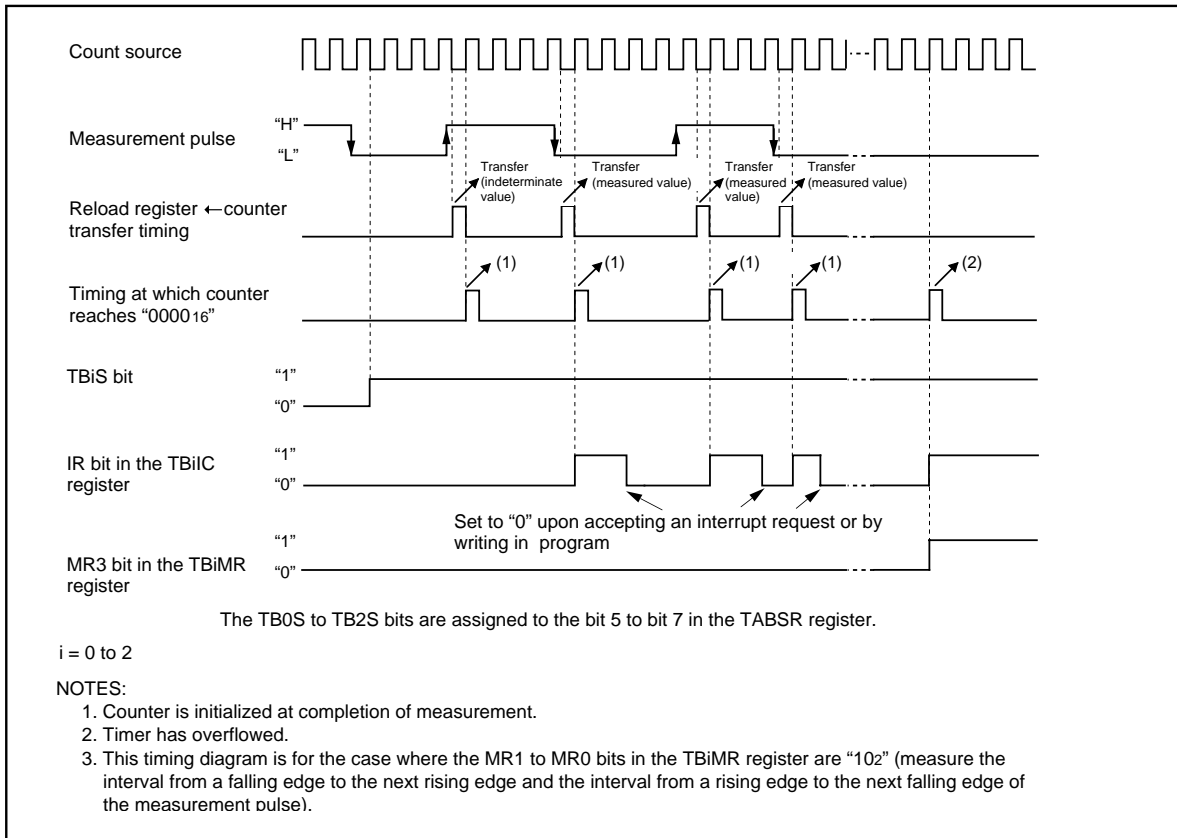 Count source
Measurement pulse
“H”
“L”
Transfer
(indeterminate
value)
Transfer
(measured value)
Transfer
(measured
value)
Transfer
(measured value)
Reload register ←counter
transfer timing
(1)
(1)
(1)
(1)
(2)
Timing at which counter
reaches “000016”
TBiS bit
“1”
“0”
IR bit in the TBiIC
register
“1”
“0”
Set to “0” upon accepting an interrupt request or by
writing in program
MR3 bit in the TBiMR
register
“1”
“0”
The TB0S to TB2S bits are assigned to the bit 5 to bit 7 in the TABSR register.
i = 0 to 2
NOTES:
1. Counter is initialized at completion of measurement.
2. Timer has overflowed.
3. This timing diagram is for the case where the MR1 to MR0 bits in the TBiMR register are “102” (measure the
interval from a falling edge to the next rising edge and the interval from a rising edge to the next falling edge of
the measurement pulse).